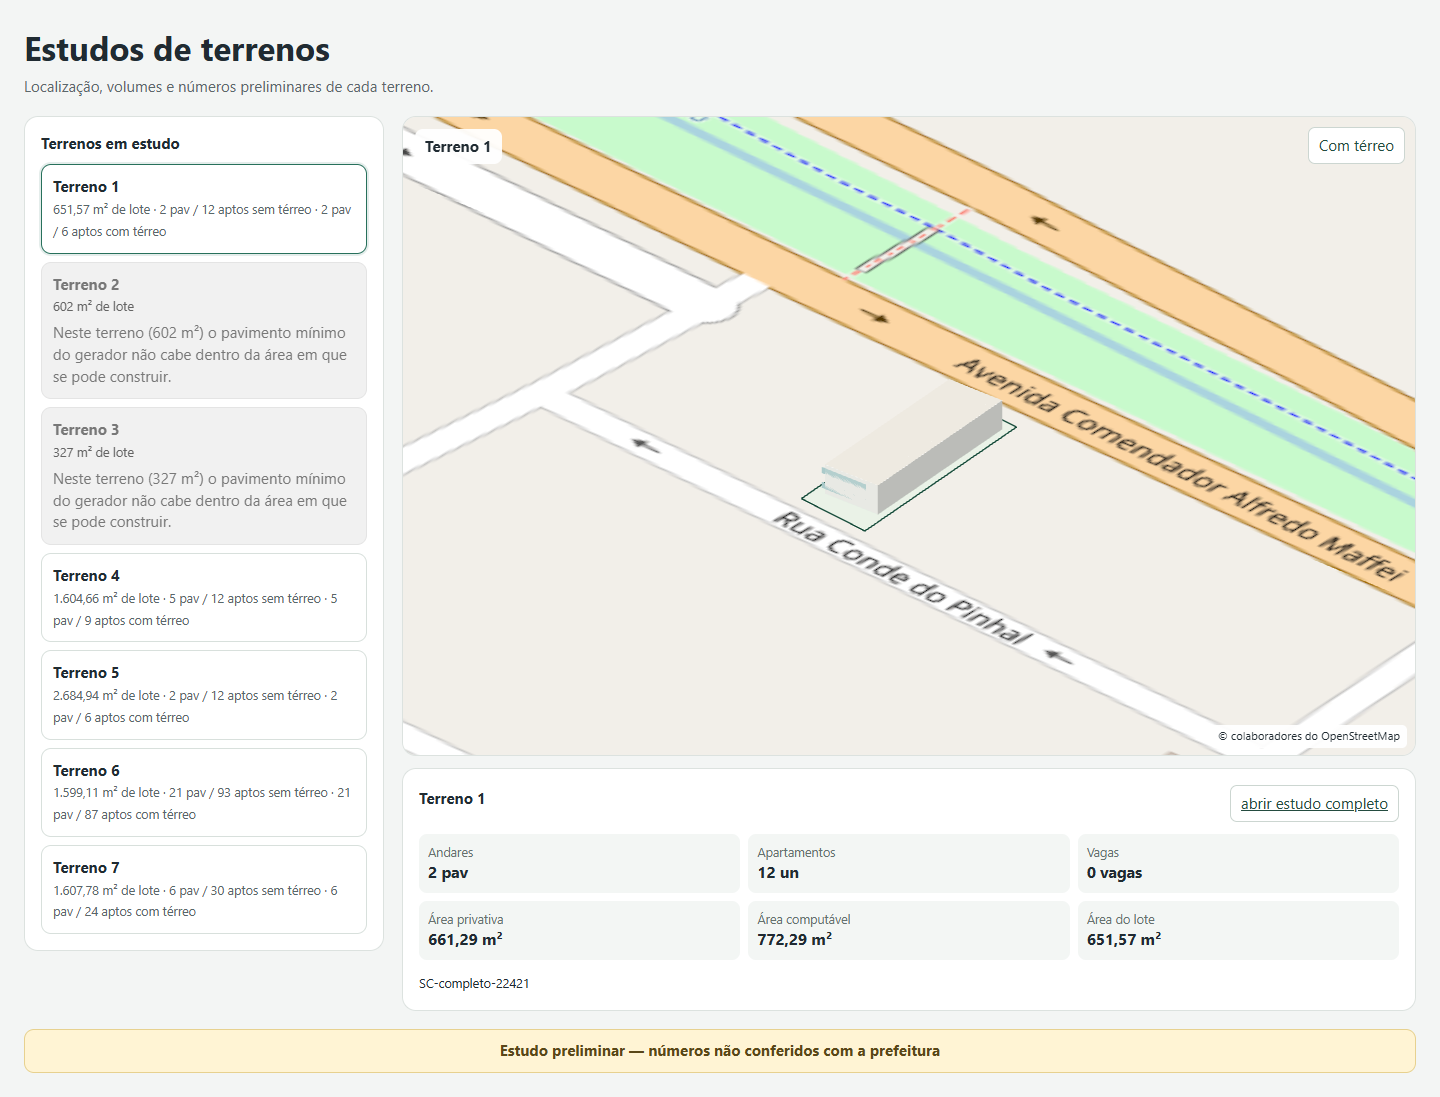 Estudos de terrenos
Localização, volumes e números preliminares de cada terreno.
Terrenos em estudo
Terreno 1
651,57 m² de lote · 2 pav / 12 aptos sem térreo · 2 pav
/ 6 aptos com térreo
Terreno 2
602 m² de lote
Neste terreno (602 m²) o pavimento mínimo
do gerador não cabe dentro da área em que
se pode construir.
Terreno 3
327 m² de lote
Neste terreno (327 m²) o pavimento mínimo
do gerador não cabe dentro da área em que
se pode construir.
Terreno 4
1.604,66 m² de lote · 5 pav / 12 aptos sem térreo · 5
pav / 9 aptos com térreo
Terreno 5
2.684,94 m² de lote · 2 pav / 12 aptos sem térreo · 2
pav / 6 aptos com térreo
Terreno 6
1.599,11 m² de lote · 21 pav / 93 aptos sem térreo · 21
pav / 87 aptos com térreo
Terreno 7
1.607,78 m² de lote · 6 pav / 30 aptos sem térreo · 6
pav / 24 aptos com térreo
Terreno 1
Com térreo
Avenida Comendador Alfredo Maffei
Rua Conde do Pinhal
© colaboradores do OpenStreetMap
Terreno 1
abrir estudo completo
Andares
2 pav
Apartamentos
12 un
Vagas
0 vagas
Área privativa
661,29 m²
Área computável
772,29 m²
Área do lote
651,57 m²
SC-completo-22421
Estudo preliminar — números não conferidos com a prefeitura